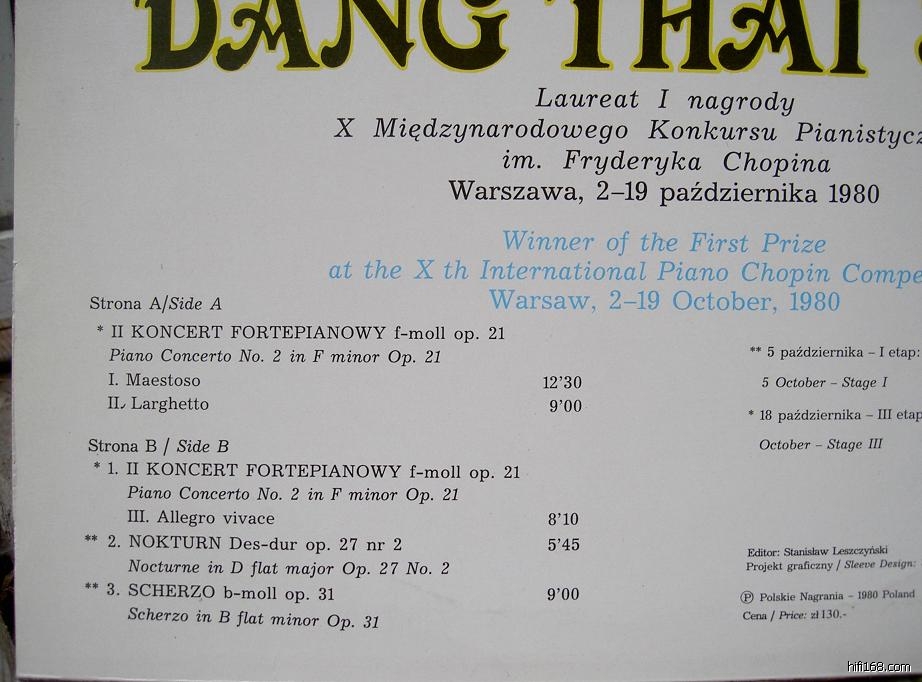 DANG THAI
Laureat I nagrody
X Międzynarodowego Konkursu Pianistycz
im. Fryderyka Chopina
Warszawa, 2–19 października 1980
Winner of the First Prize
at the X th International Piano Chopin Compe
Warsaw, 2–19 October, 1980
Strona A/Side A
* II KONCERT FORTEPIANOWY f-moll op. 21
Piano Concerto No. 2 in F minor Op. 21
I. Maestoso 12'30
II. Larghetto 9'00
Strona B / Side B
* 1. II KONCERT FORTEPIANOWY f-moll op. 21
Piano Concerto No. 2 in F minor Op. 21
III. Allegro vivace 8'10
** 2. NOKTURN Des-dur op. 27 nr 2 5'45
Nocturne in D flat major Op. 27 No. 2
** 3. SCHERZO b-moll op. 31 9'00
Scherzo in B flat minor Op. 31
** 5 października – I etap:
5 October – Stage I
* 18 października – III etap
October – Stage III
Editor: Stanisław Leszczyński
Projekt graficzny / Sleeve Design:
Ⓟ Polskie Nagrania – 1980 Poland
Cena / Price: zł 130.-
hifi168.com